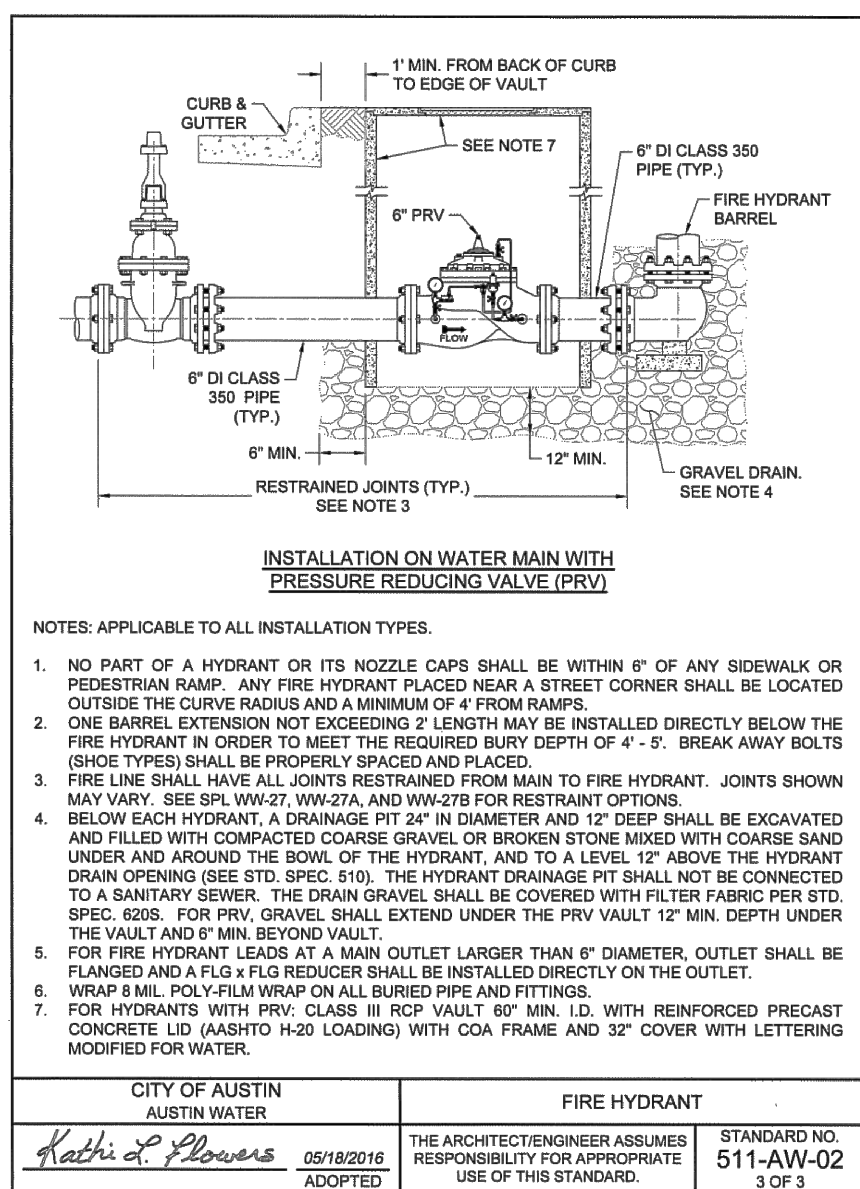 1' MIN. FROM BACK OF CURB
TO EDGE OF VAULT
CURB &
GUTTER
SEE NOTE 7
6" DI CLASS 350
PIPE (TYP.)
6" PRV
FIRE HYDRANT
BARREL
FLOW
6" DI CLASS
350 PIPE
(TYP.)
6" MIN.
12" MIN.
GRAVEL DRAIN.
SEE NOTE 4
RESTRAINED JOINTS (TYP.)
SEE NOTE 3
INSTALLATION ON WATER MAIN WITH
PRESSURE REDUCING VALVE (PRV)
NOTES: APPLICABLE TO ALL INSTALLATION TYPES.
1. NO PART OF A HYDRANT OR ITS NOZZLE CAPS SHALL BE WITHIN 6" OF ANY SIDEWALK OR
PEDESTRIAN RAMP. ANY FIRE HYDRANT PLACED NEAR A STREET CORNER SHALL BE LOCATED
OUTSIDE THE CURVE RADIUS AND A MINIMUM OF 4' FROM RAMPS.
2. ONE BARREL EXTENSION NOT EXCEEDING 2' LENGTH MAY BE INSTALLED DIRECTLY BELOW THE
FIRE HYDRANT IN ORDER TO MEET THE REQUIRED BURY DEPTH OF 4' - 5'. BREAK AWAY BOLTS
(SHOE TYPES) SHALL BE PROPERLY SPACED AND PLACED.
3. FIRE LINE SHALL HAVE ALL JOINTS RESTRAINED FROM MAIN TO FIRE HYDRANT. JOINTS SHOWN
MAY VARY. SEE SPL WW-27, WW-27A, AND WW-27B FOR RESTRAINT OPTIONS.
4. BELOW EACH HYDRANT, A DRAINAGE PIT 24" IN DIAMETER AND 12" DEEP SHALL BE EXCAVATED
AND FILLED WITH COMPACTED COARSE GRAVEL OR BROKEN STONE MIXED WITH COARSE SAND
UNDER AND AROUND THE BOWL OF THE HYDRANT, AND TO A LEVEL 12" ABOVE THE HYDRANT
DRAIN OPENING (SEE STD. SPEC. 510). THE HYDRANT DRAINAGE PIT SHALL NOT BE CONNECTED
TO A SANITARY SEWER. THE DRAIN GRAVEL SHALL BE COVERED WITH FILTER FABRIC PER STD.
SPEC. 620S. FOR PRV, GRAVEL SHALL EXTEND UNDER THE PRV VAULT 12" MIN. DEPTH UNDER
THE VAULT AND 6" MIN. BEYOND VAULT.
5. FOR FIRE HYDRANT LEADS AT A MAIN OUTLET LARGER THAN 6" DIAMETER, OUTLET SHALL BE
FLANGED AND A FLG x FLG REDUCER SHALL BE INSTALLED DIRECTLY ON THE OUTLET.
6. WRAP 8 MIL. POLY-FILM WRAP ON ALL BURIED PIPE AND FITTINGS.
7. FOR HYDRANTS WITH PRV: CLASS III RCP VAULT 60" MIN. I.D. WITH REINFORCED PRECAST
CONCRETE LID (AASHTO H-20 LOADING) WITH COA FRAME AND 32" COVER WITH LETTERING
MODIFIED FOR WATER.
CITY OF AUSTIN
AUSTIN WATER
FIRE HYDRANT
Kathi L. Flowers 05/18/2016
ADOPTED
THE ARCHITECT/ENGINEER ASSUMES
RESPONSIBILITY FOR APPROPRIATE
USE OF THIS STANDARD.
STANDARD NO.
511-AW-02
3 OF 3